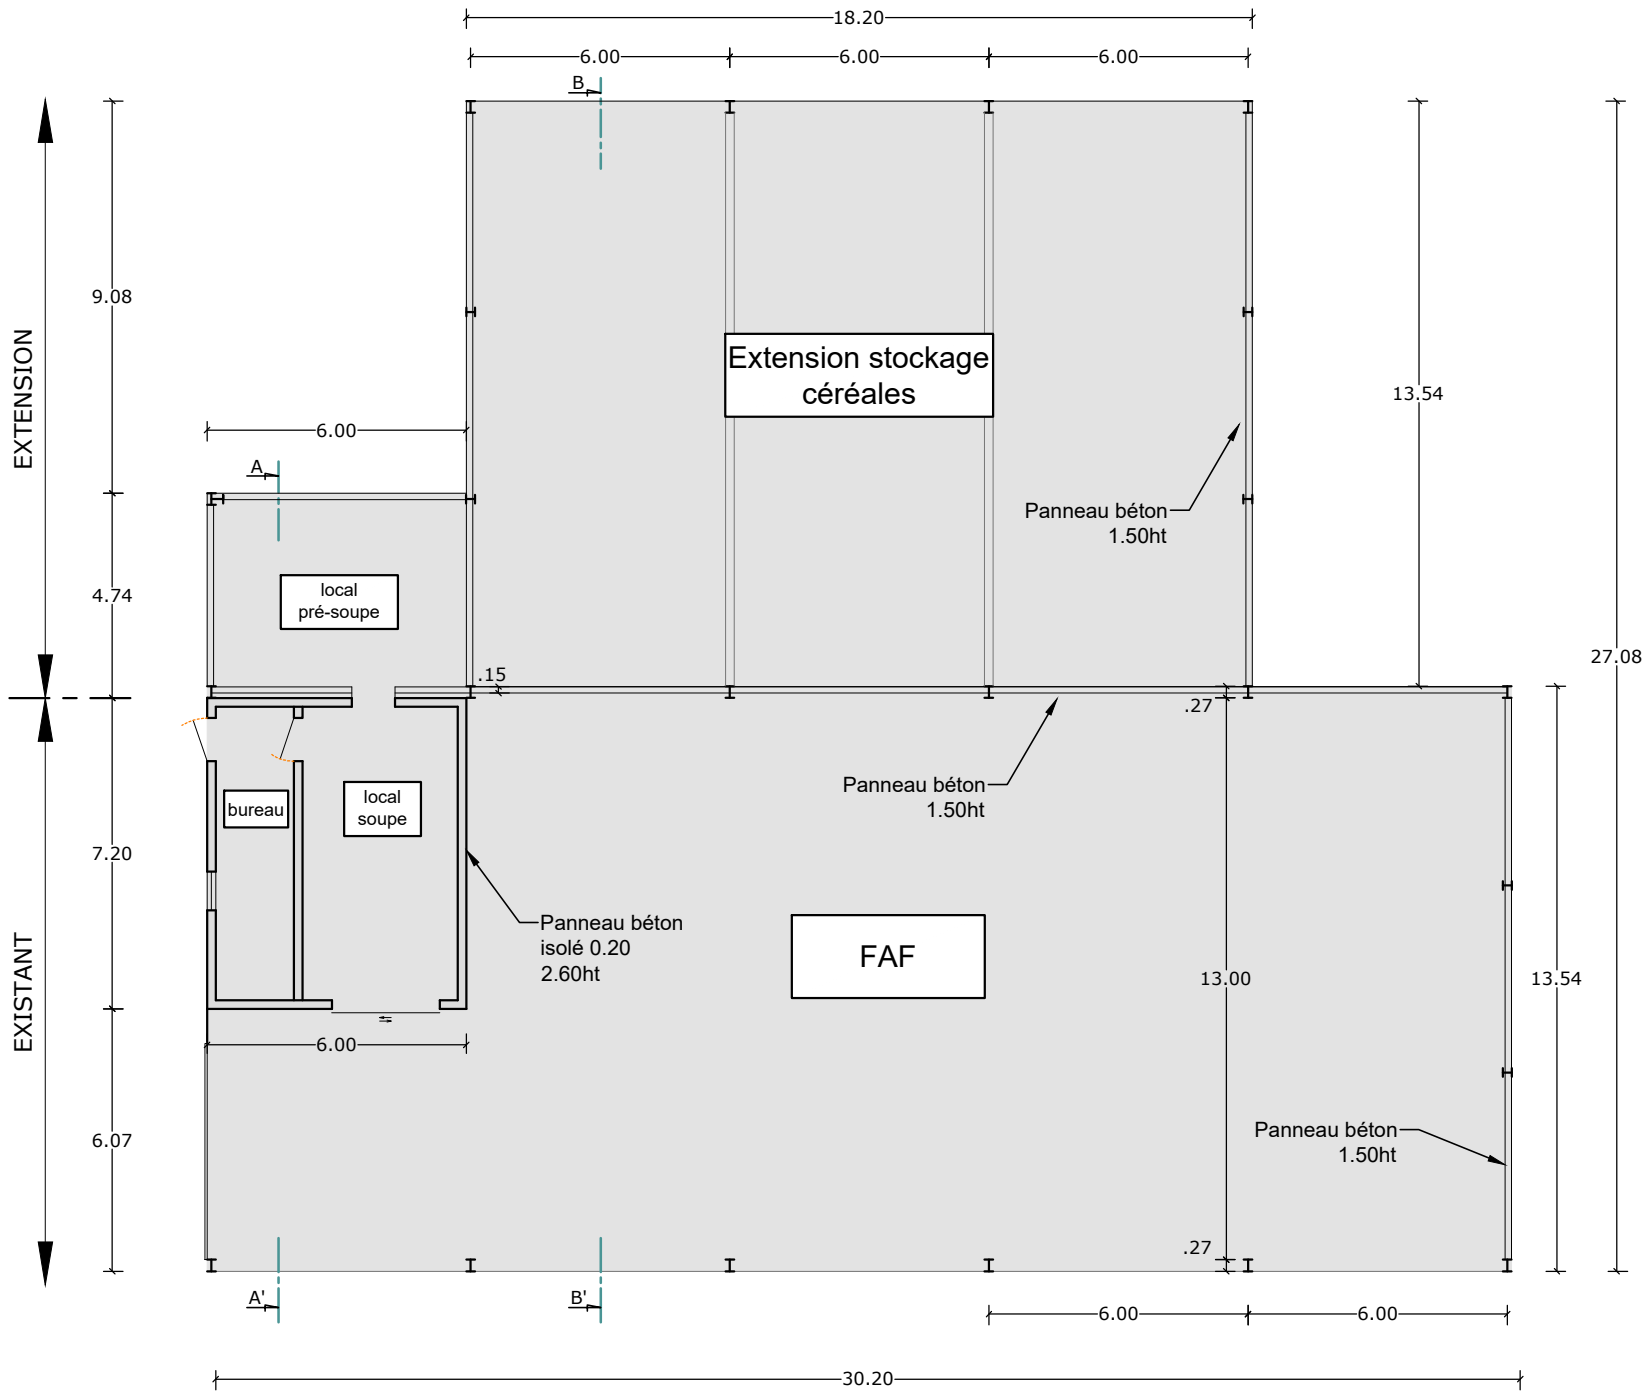 18.20
6.00
6.00
6.00
B
EXTENSION
9.08
Extension stockage
céréales
13.54
6.00
A
Panneau béton
1.50ht
local
pré-soupe
4.74
27.08
.15
.27
Panneau béton
1.50ht
bureau
local
soupe
7.20
Panneau béton
isolé 0.20
2.60ht
FAF
EXISTANT
13.00
13.54
6.00
6.07
Panneau béton
1.50ht
.27
A'
B'
6.00
6.00
30.20